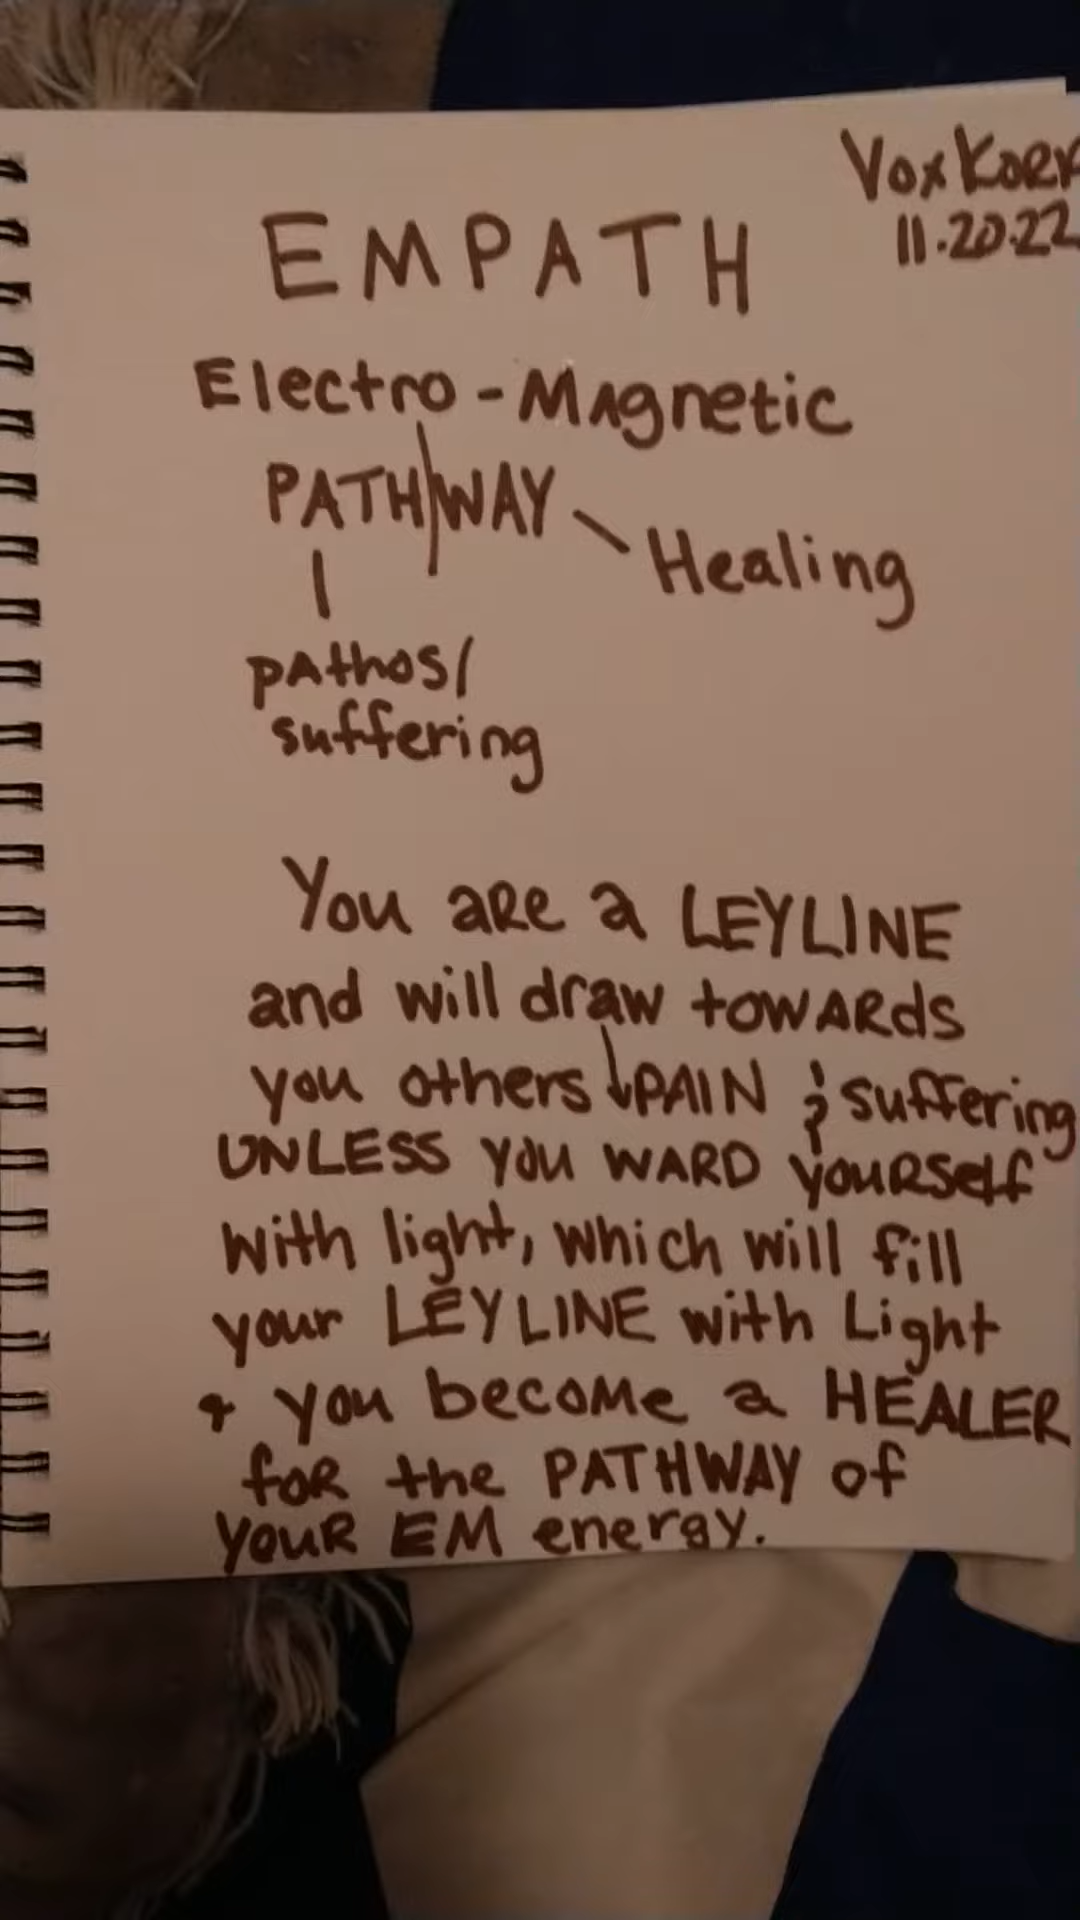 Vox Korr
11.20.22
EMPATH
Electro-Magnetic
PATH|WAY
Healing
pathos/
suffering
You are a LEYLINE
and will draw towards
you others PAIN & suffering
UNLESS you WARD yourself
with light, which will fill
your LEYLINE with Light
& you become a HEALER
for the PATHWAY of
your EM energy.